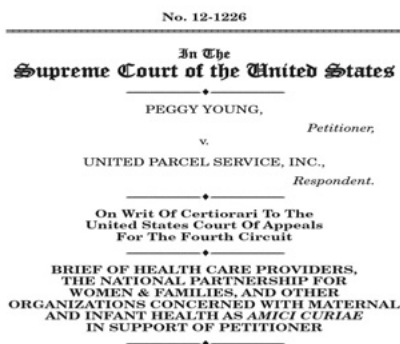 No. 12-1226
In The
Supreme Court of the United States
PEGGY YOUNG,
Petitioner,
v.
UNITED PARCEL SERVICE, INC.,
Respondent.
On Writ Of Certiorari To The
United States Court Of Appeals
For The Fourth Circuit
BRIEF OF HEALTH CARE PROVIDERS,
THE NATIONAL PARTNERSHIP FOR
WOMEN & FAMILIES, AND OTHER
ORGANIZATIONS CONCERNED WITH MATERNAL
AND INFANT HEALTH AS AMICI CURIAE
IN SUPPORT OF PETITIONER